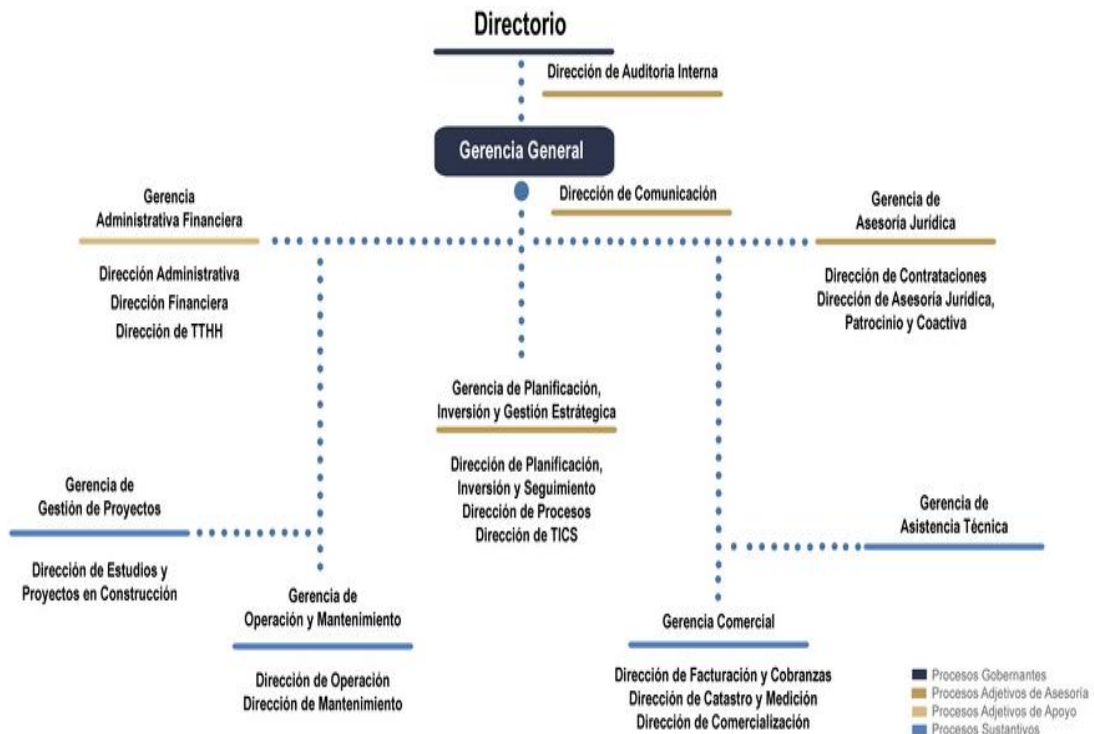 Directorio
Dirección de Auditoria Interna
Gerencia General
Dirección de Comunicación
Gerencia
Administrativa Financiera
Dirección Administrativa
Dirección Financiera
Dirección de TTHH
Gerencia de
Asesoría Jurídica
Dirección de Contrataciones
Dirección de Asesoría Jurídica,
Patrocinio y Coactiva
Gerencia de Planificación,
Inversión y Gestión Estrátegica
Dirección de Planificación,
Inversión y Seguimiento
Dirección de Procesos
Dirección de TICS
Gerencia de
Gestión de Proyectos
Dirección de Estudios y
Proyectos en Construcción
Gerencia de
Operación y Mantenimiento
Dirección de Operación
Dirección de Mantenimiento
Gerencia Comercial
Dirección de Facturación y Cobranzas
Dirección de Catastro y Medición
Dirección de Comercialización
Gerencia de
Asistencia Técnica
Procesos Gobernantes
Procesos Adjetivos de Asesoría
Procesos Adjetivos de Apoyo
Procesos Sustantivos